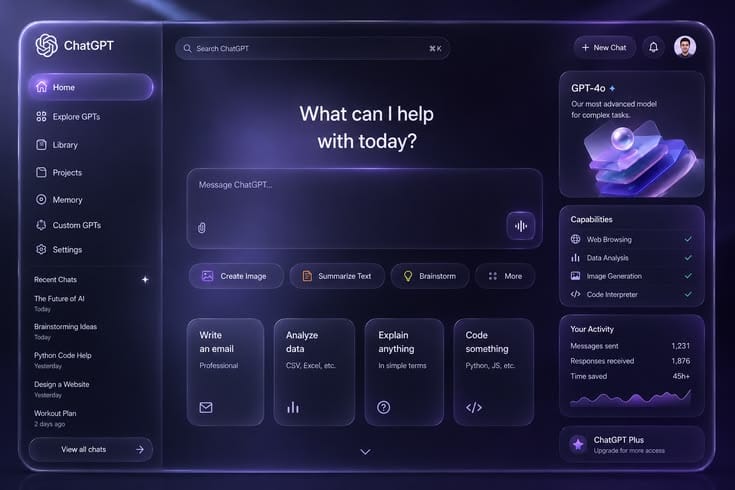 ChatGPT
Home
Explore GPTs
Library
Projects
Memory
Custom GPTs
Settings
Recent Chats
The Future of AI
Today
Brainstorming Ideas
Today
Python Code Help
Yesterday
Design a Website
Yesterday
Workout Plan
2 days ago
View all chats
Search ChatGPT
⌘ K
+ New Chat
What can I help
with today?
Message ChatGPT...
Create Image
Summarize Text
Brainstorm
More
Write
an email
Professional
Analyze
data
CSV, Excel, etc.
Explain
anything
In simple terms
Code
something
Python, JS, etc.
GPT-4o
Our most advanced model
for complex tasks.
Capabilities
Web Browsing
Data Analysis
Image Generation
Code Interpreter
Your Activity
Messages sent 1,231
Responses received 1,876
Time saved 45h+
ChatGPT Plus
Upgrade for more access